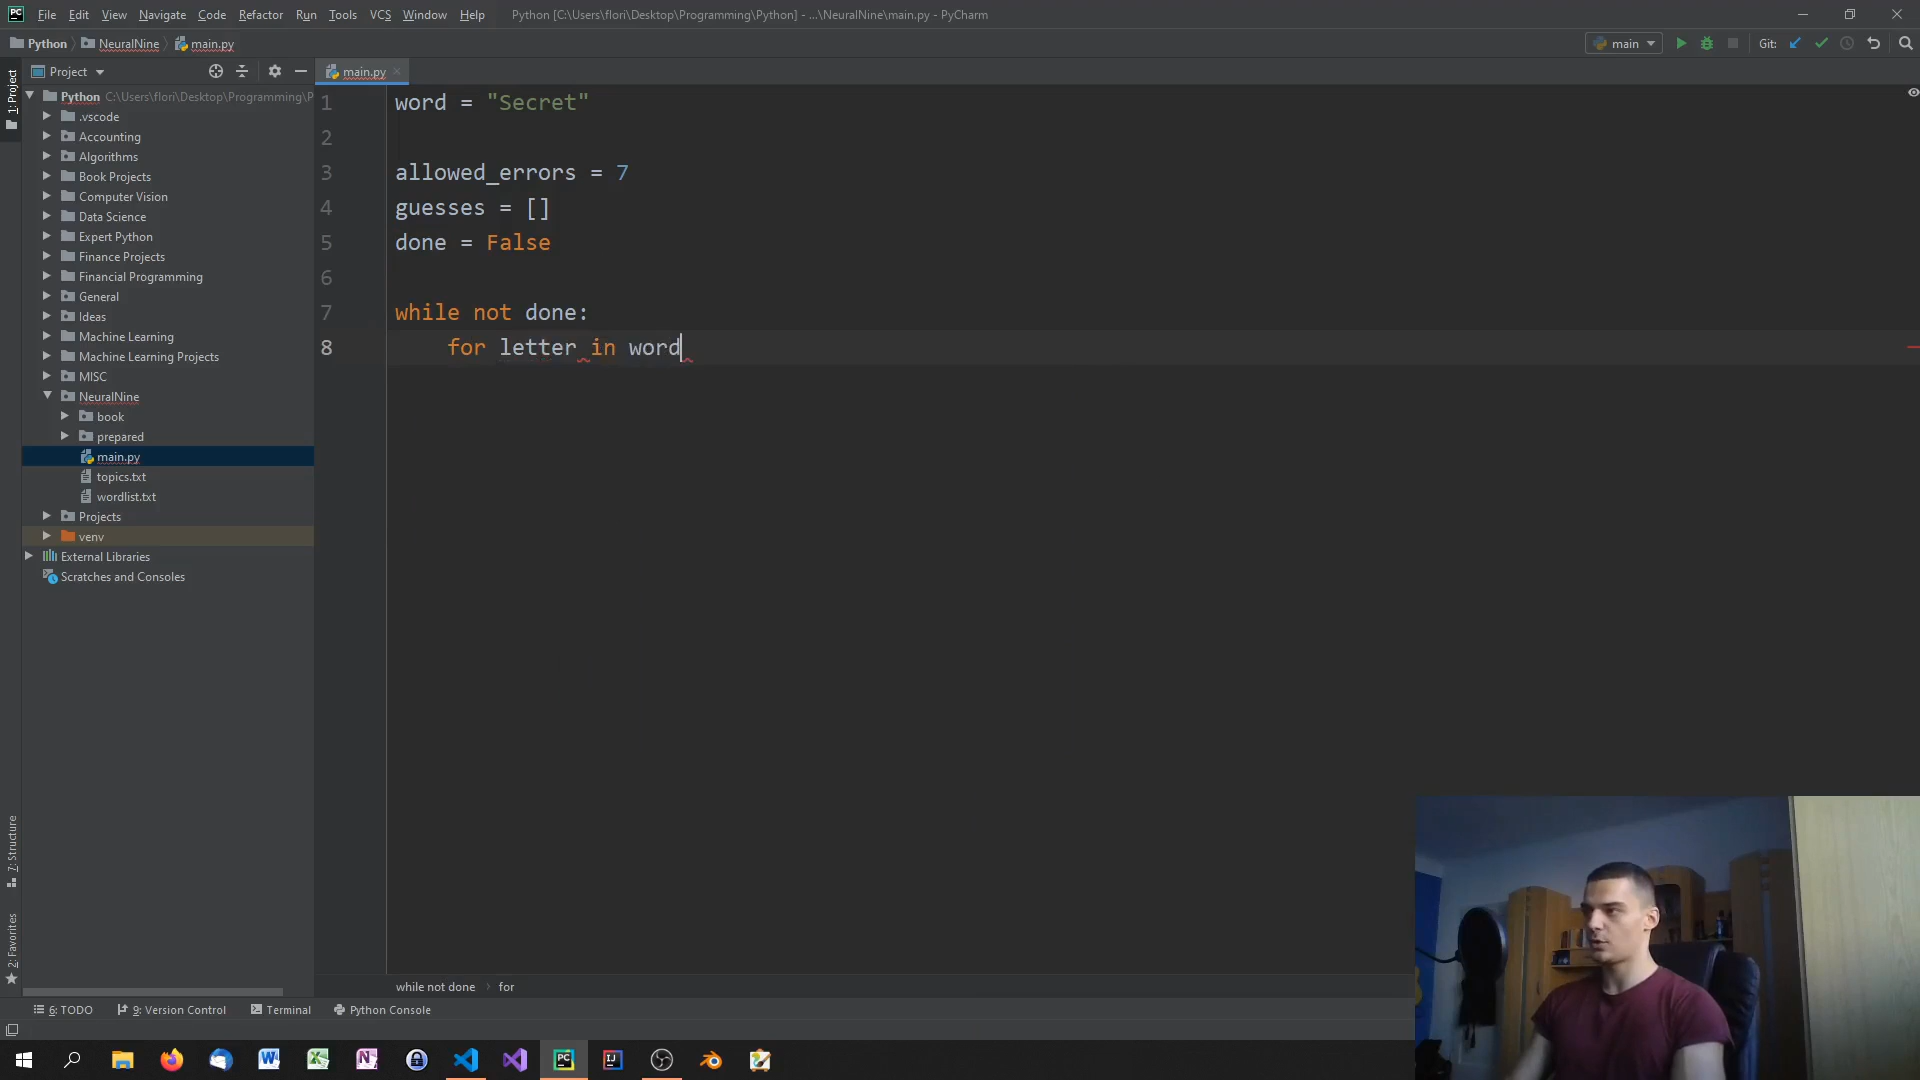 PC File Edit View Navigate Code Refactor Run Tools VCS Window Help Python [C:\Users\flori\Desktop\Programming\Python] - ...\NeuralNine\main.py - PyCharm
Python NeuralNine main.py main Git:
Project main.py
1: Project
Python C:\Users\flori\Desktop\Programming\P
.vscode
Accounting
Algorithms
Book Projects
Computer Vision
Data Science
Expert Python
Finance Projects
Financial Programming
General
Ideas
Machine Learning
Machine Learning Projects
MISC
NeuralNine
book
prepared
main.py
topics.txt
wordlist.txt
Projects
venv
External Libraries
Scratches and Consoles
1 word = "Secret"
2
3 allowed_errors = 7
4 guesses = []
5 done = False
6
7 while not done:
8 for letter in word
7: Structure
2: Favorites
while not done for
6: TODO 9: Version Control Terminal Python Console
PC IJ